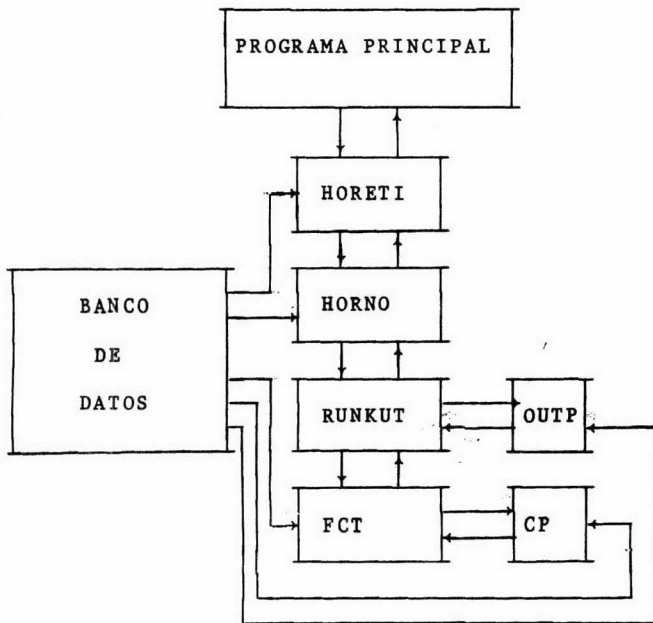 PROGRAMA PRINCIPAL
HORETI
BANCO
DE
DATOS
HORNO
RUNKUT
OUTP
FCT
CP